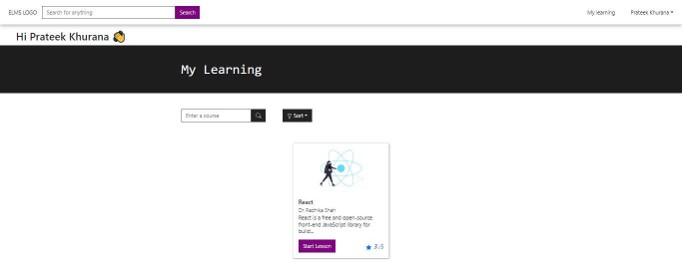 ELMS LOGO Search for anything Search My learning Prateek Khurana
Hi Prateek Khurana 👏
My Learning
Enter a course Sort
React
Dr. Radhika Shah
React is a free and open-source
front-end JavaScript library for
build...
Start Lesson 3/5